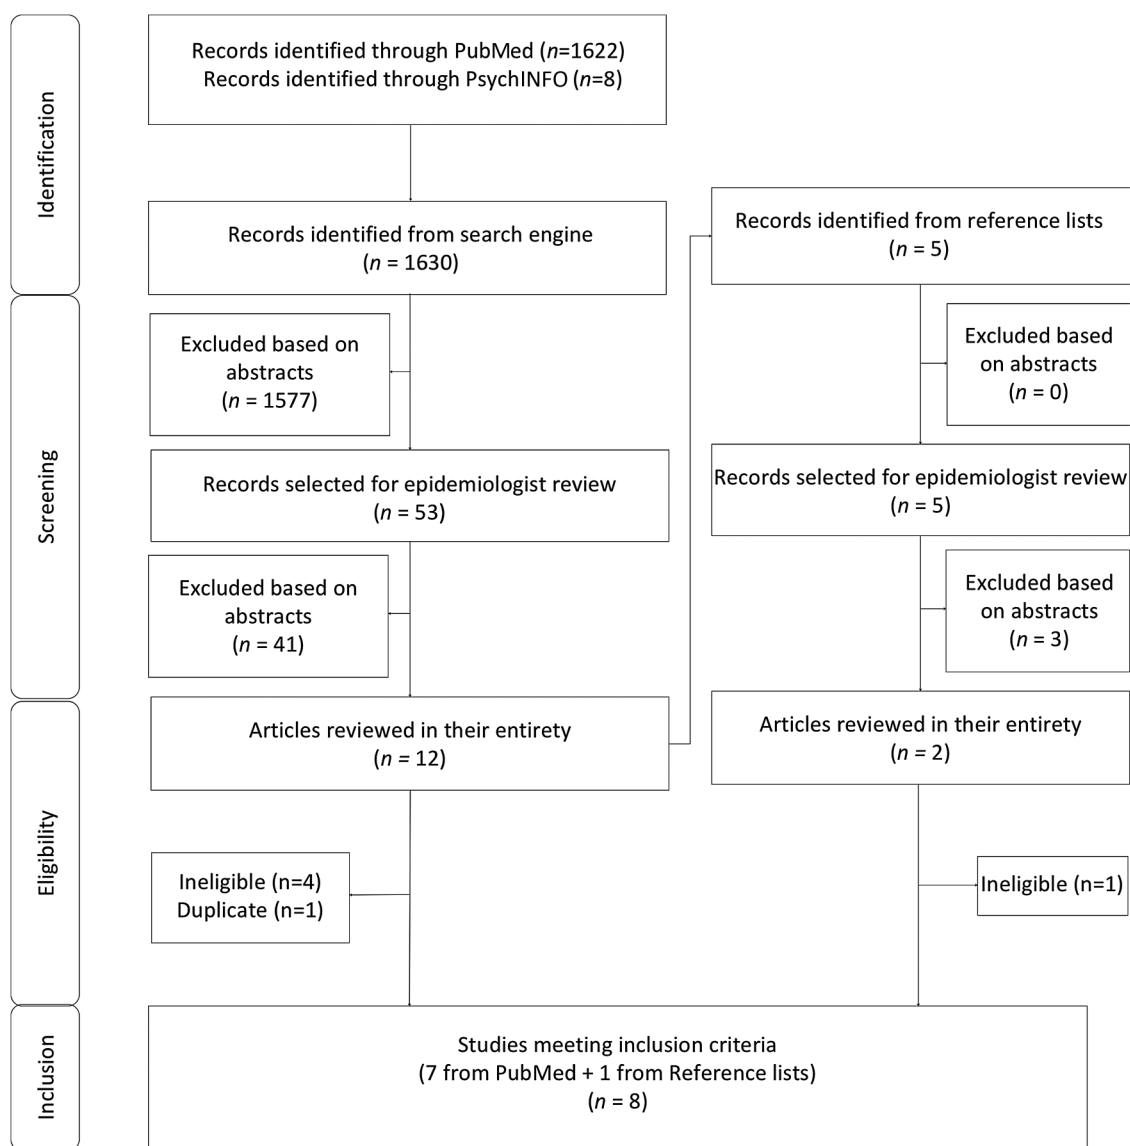 Identification
Records identified through PubMed (n=1622)
Records identified through PsychINFO (n=8)
Records identified from search engine
(n = 1630)
Records identified from reference lists
(n = 5)
Screening
Excluded based on
abstracts
(n = 1577)
Excluded based on
on abstracts
(n = 0)
Records selected for epidemiologist review
(n = 53)
Records selected for epidemiologist review
(n = 5)
Excluded based on
abstracts
(n = 41)
Excluded based
on abstracts
(n = 3)
Eligibility
Articles reviewed in their entirety
(n = 12)
Articles reviewed in their entirety
(n = 2)
Ineligible (n=4)
Duplicate (n=1)
Ineligible (n=1)
Inclusion
Studies meeting inclusion criteria
(7 from PubMed + 1 from Reference lists)
(n = 8)